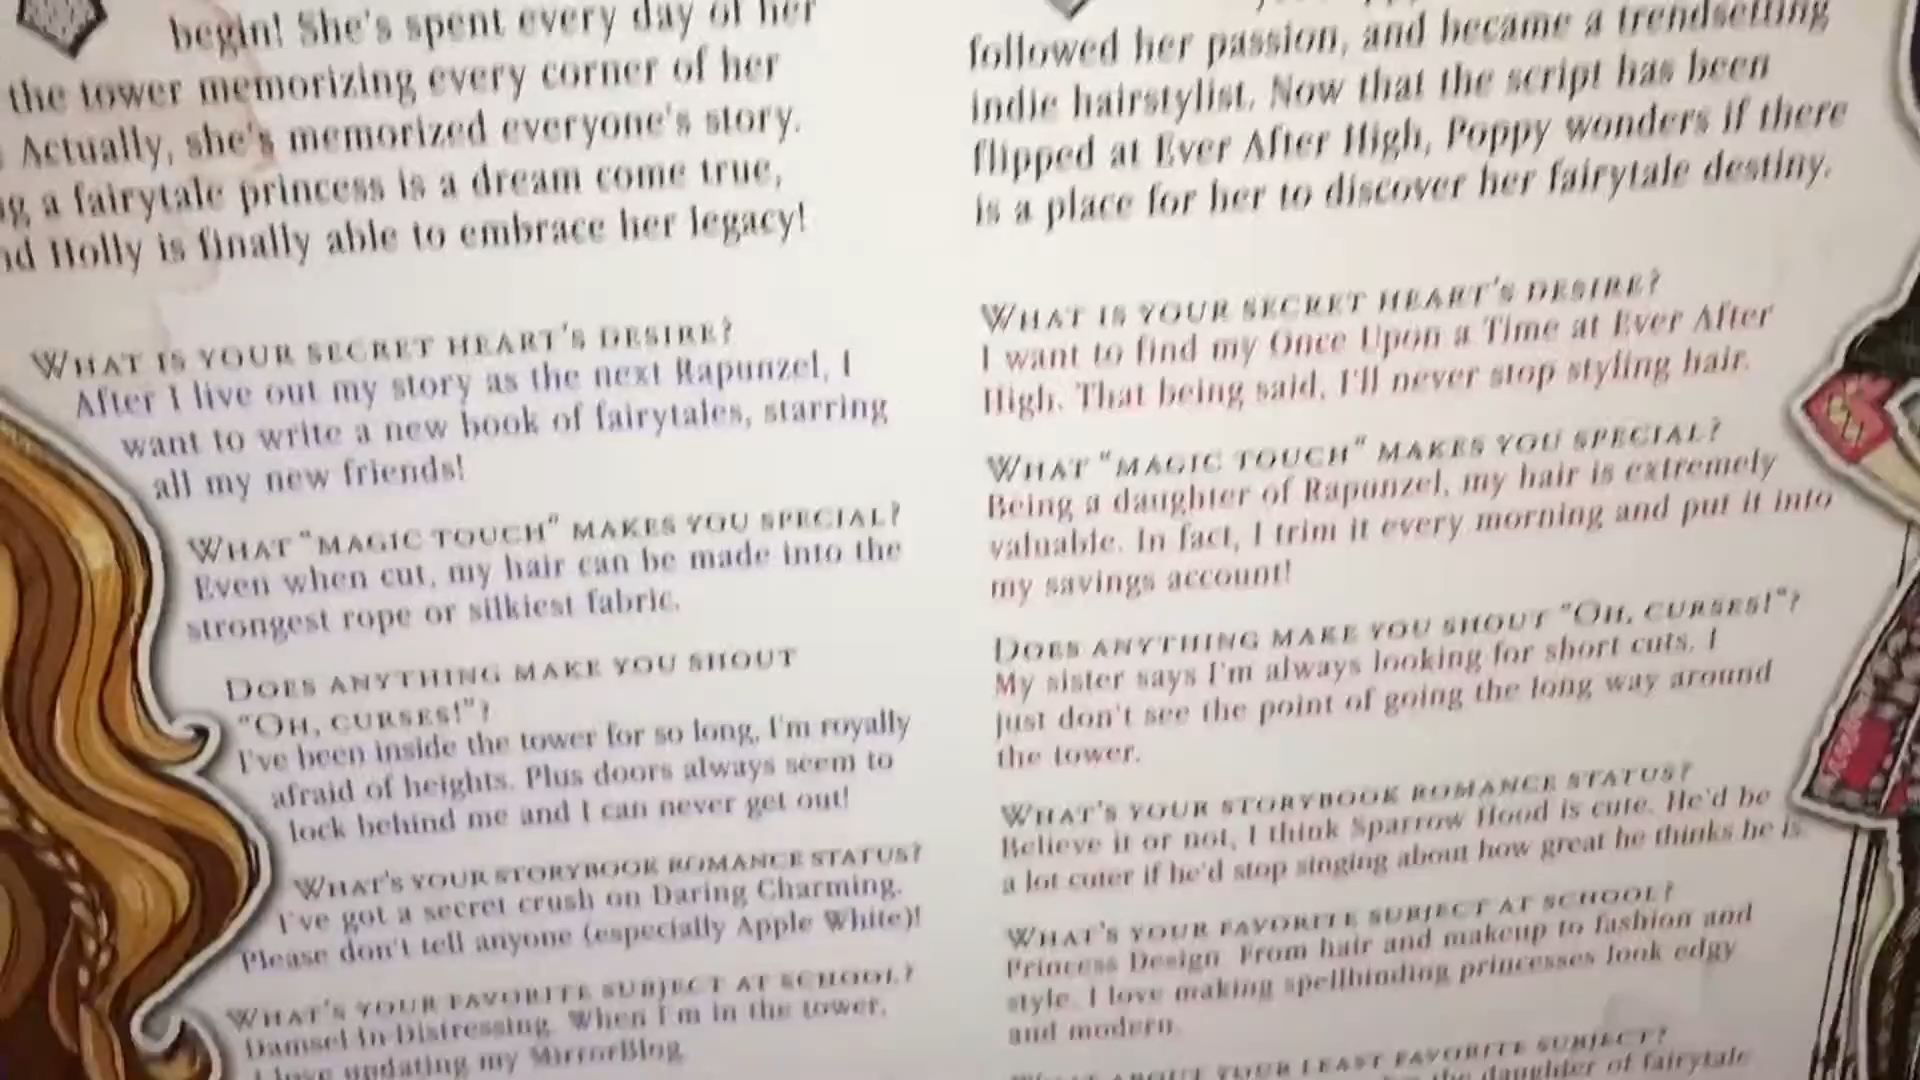 begin! She's spent every day of her
the tower memorizing every corner of her
Actually, she's memorized everyone's story.
a fairytale princess is a dream come true,
Holly is finally able to embrace her legacy!
WHAT IS YOUR SECRET HEART'S DESIRE?
After I live out my story as the next Rapunzel, I
want to write a new book of fairytales, starring
all my new friends!
WHAT "MAGIC TOUCH" MAKES YOU SPECIAL?
Even when cut, my hair can be made into the
strongest rope or silkiest fabric.
DOES ANYTHING MAKE YOU SHOUT
"OH, CURSES!"?
I've been inside the tower for so long, I'm royally
afraid of heights. Plus doors always seem to
lock behind me and I can never get out!
WHAT'S YOUR STORYBOOK ROMANCE STATUS?
I've got a secret crush on Daring Charming.
Please don't tell anyone (especially Apple White)!
WHAT'S YOUR FAVORITE SUBJECT AT SCHOOL?
Damsel-In-Distressing. When I'm in the tower,
I love updating my MirrorBlog
followed her passion, and became a trendsetting
indie hairstylist. Now that the script has been
flipped at Ever After High, Poppy wonders if there
is a place for her to discover her fairytale destiny.
WHAT IS YOUR SECRET HEART'S DESIRE?
I want to find my Once Upon a Time at Ever After
High. That being said, I'll never stop styling hair.
WHAT "MAGIC TOUCH" MAKES YOU SPECIAL?
Being a daughter of Rapunzel, my hair is extremely
valuable. In fact, I trim it every morning and put it into
my savings account!
DOES ANYTHING MAKE YOU SHOUT "OH, CURSES!"?
My sister says I'm always looking for short cuts. I
just don't see the point of going the long way around
the tower.
WHAT'S YOUR STORYBOOK ROMANCE STATUS?
Believe it or not, I think Sparrow Hood is cute. He'd be
a lot cuter if he'd stop singing about how great he thinks he is.
WHAT'S YOUR FAVORITE SUBJECT AT SCHOOL?
Princess Design. From hair and makeup to fashion and
style, I love making spellbinding princesses look edgy
and modern.
WHAT ABOUT YOUR LEAST FAVORITE SUBJECT?
the daughter of fairytale